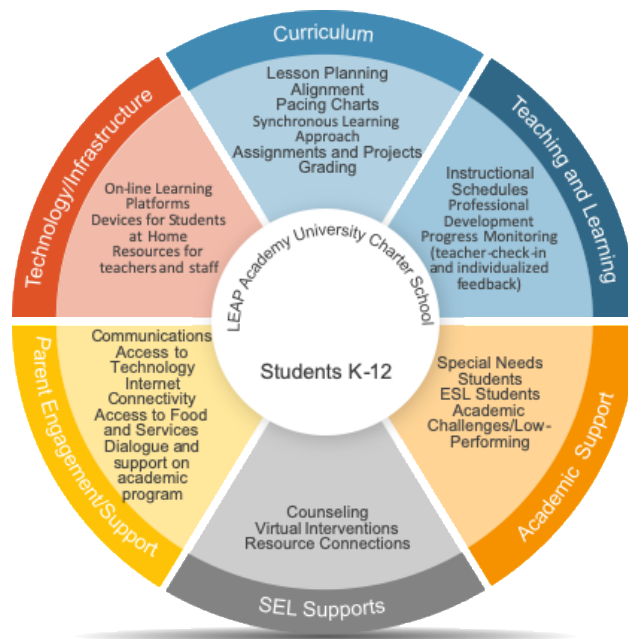 Curriculum
Lesson Planning
Alignment
Pacing Charts
Synchronous Learning
Approach
Assignments and Projects
Grading
Teaching and Learning
Instructional
Schedules
Professional
Development
Progress Monitoring
(teacher-check-in
and individualized
feedback)
Academic Support
Special Needs
Students
ESL Students
Academic
Challenges/Low-
Performing
SEL Supports
Counseling
Virtual Interventions
Resource Connections
Parent Engagement/Support
Communications
Access to
Technology
Internet
Connectivity
Access to Food
and Services
Dialogue and
support on
academic
program
Technology/Infrastructure
On-line Learning
Platforms
Devices for Students
at Home
Resources for
teachers and staff
LEAP Academy University Charter School
Students K-12